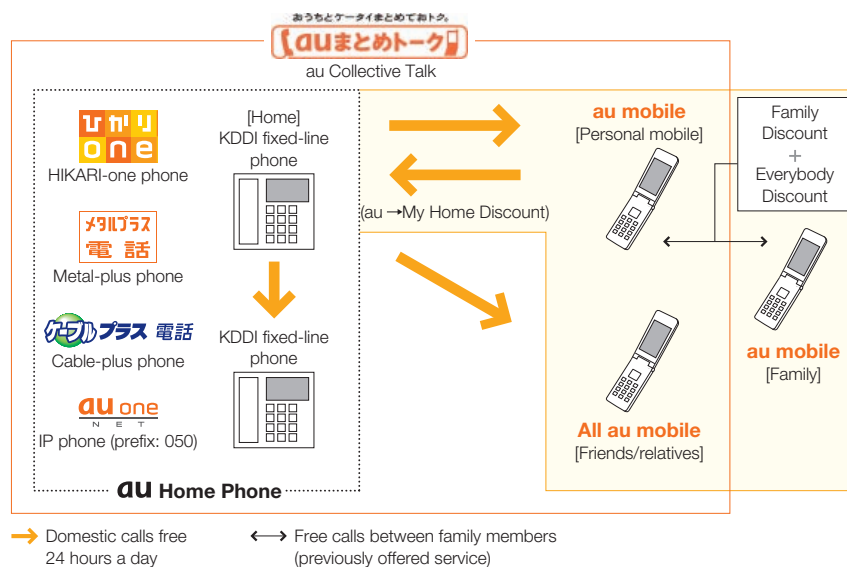 おうちとケータイまとめておトク。
auまとめトーク
au Collective Talk
ひかり
one
HIKARI-one phone
メタルプラス
電話
Metal-plus phone
ケーブルプラス 電話
Cable-plus phone
au one
NET
IP phone (prefix: 050)
[Home]
KDDI fixed-line
phone
KDDI fixed-line
phone
au Home Phone
(au →My Home Discount)
au mobile
[Personal mobile]
All au mobile
[Friends/relatives]
Family
Discount
+
Everybody
Discount
au mobile
[Family]
Domestic calls free
24 hours a day
Free calls between family members
(previously offered service)